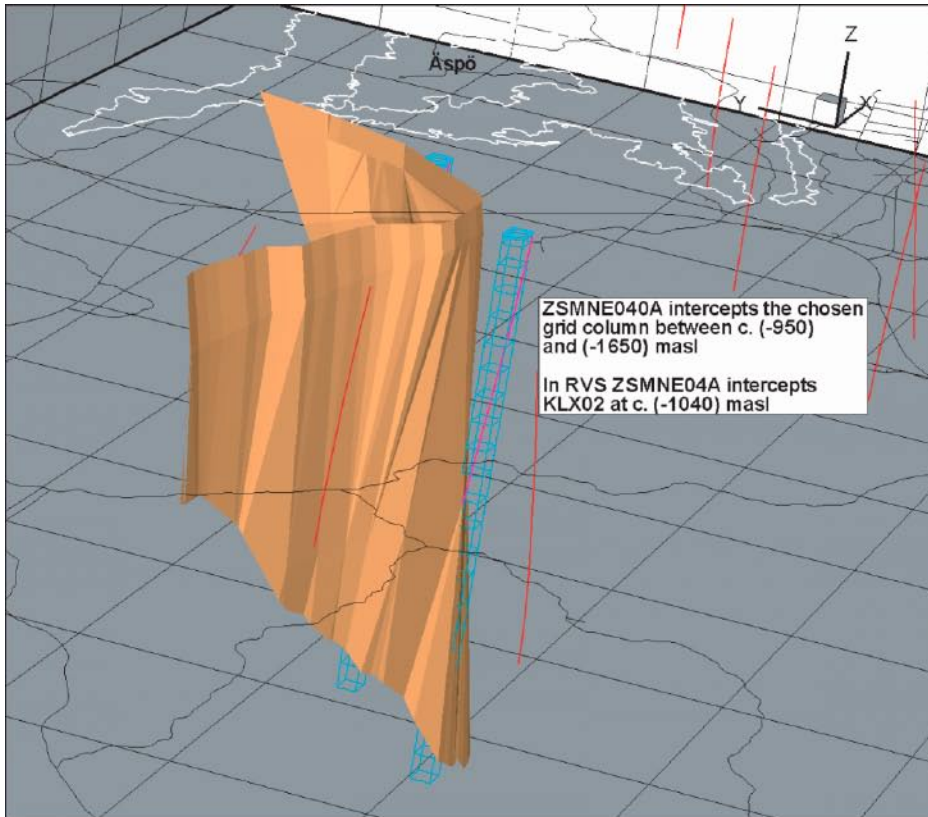 Äspö
Z
Y
X
ZSMNE040A intercepts the chosen
grid column between c. (-950)
and (-1650) masl
In RVS ZSMNE04A intercepts
KLX02 at c. (-1040) masl